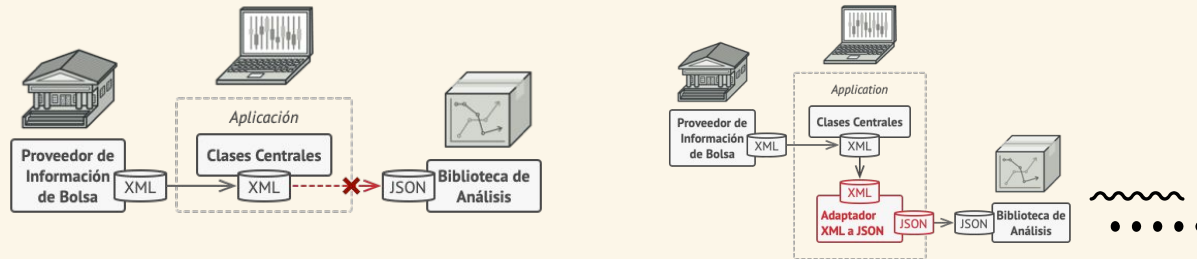 Aplicación
Proveedor de
Información
de Bolsa
XML
Clases Centrales
XML
JSON
Biblioteca de
Análisis
Application
Proveedor de
Información
de Bolsa
XML
Clases Centrales
XML
XML
Adaptador
XML a JSON
JSON
JSON
Biblioteca de
Análisis